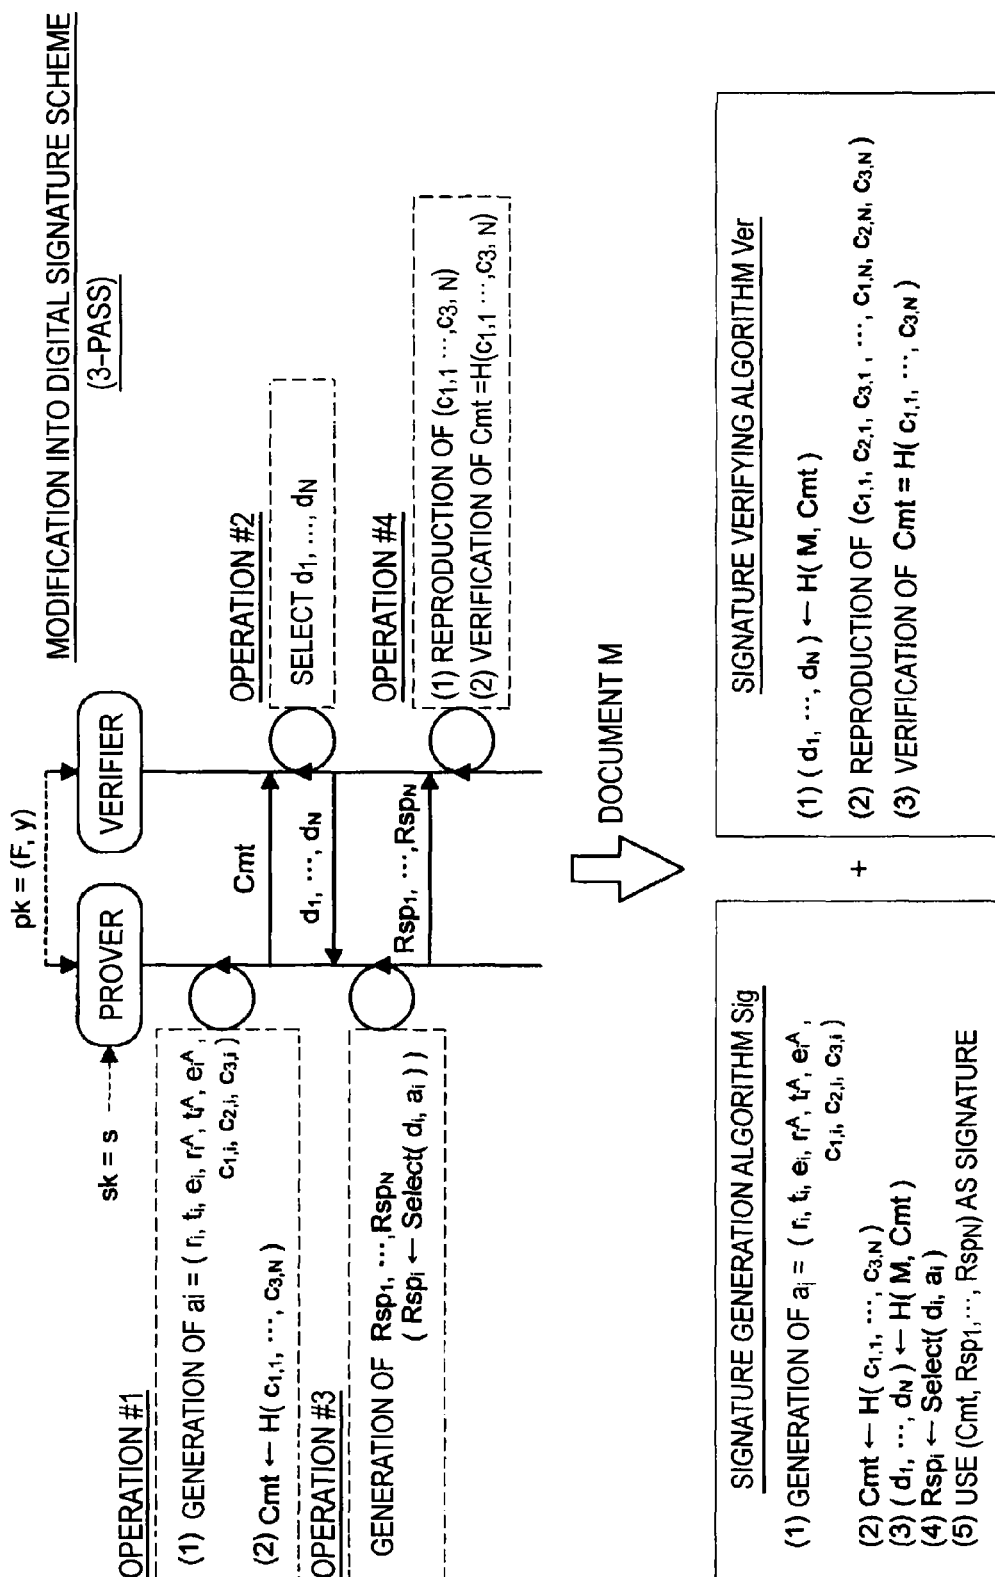 MODIFICATION INTO DIGITAL SIGNATURE SCHEME
(3-PASS)
pk = (F, y)
sk = s
PROVER
VERIFIER
OPERATION #1
(1) GENERATION OF ai = ( ri, ti, ei, riA, tiA, eiA,
c1,i, c2,i, c3,i)
(2) Cmt ← H( c1,1, ⋯, c3,N)
Cmt
OPERATION #2
SELECT d1, ⋯, dN
d1, ⋯, dN
OPERATION #3
GENERATION OF Rsp1, ⋯,RspN
( Rspi ← Select( di, ai ) )
Rsp1, ⋯,RspN
OPERATION #4
(1) REPRODUCTION OF (c1,1 ⋯,c3, N)
(2) VERIFICATION OF Cmt =H(c1,1 ⋯,c3, N)
DOCUMENT M
SIGNATURE GENERATION ALGORITHM Sig
(1) GENERATION OF ai = ( ri, ti, ei, riA, tiA, eiA,
c1,i, c2,i, c3,i)
(2) Cmt ← H( c1,1, ⋯, c3,N)
(3) ( d1, ⋯, dN ) ← H( M, Cmt )
(4) Rspi ← Select( di, ai )
(5) USE (Cmt, Rsp1,⋯, RspN) AS SIGNATURE
+
SIGNATURE VERIFYING ALGORITHM Ver
(1) ( d1, ⋯, dN ) ← H( M, Cmt )
(2) REPRODUCTION OF (c1,1, c2,1, c3,1 , ⋯, c1,N, c2,N, c3,N)
(3) VERIFICATION OF Cmt = H( c1,1, ⋯, c3,N)